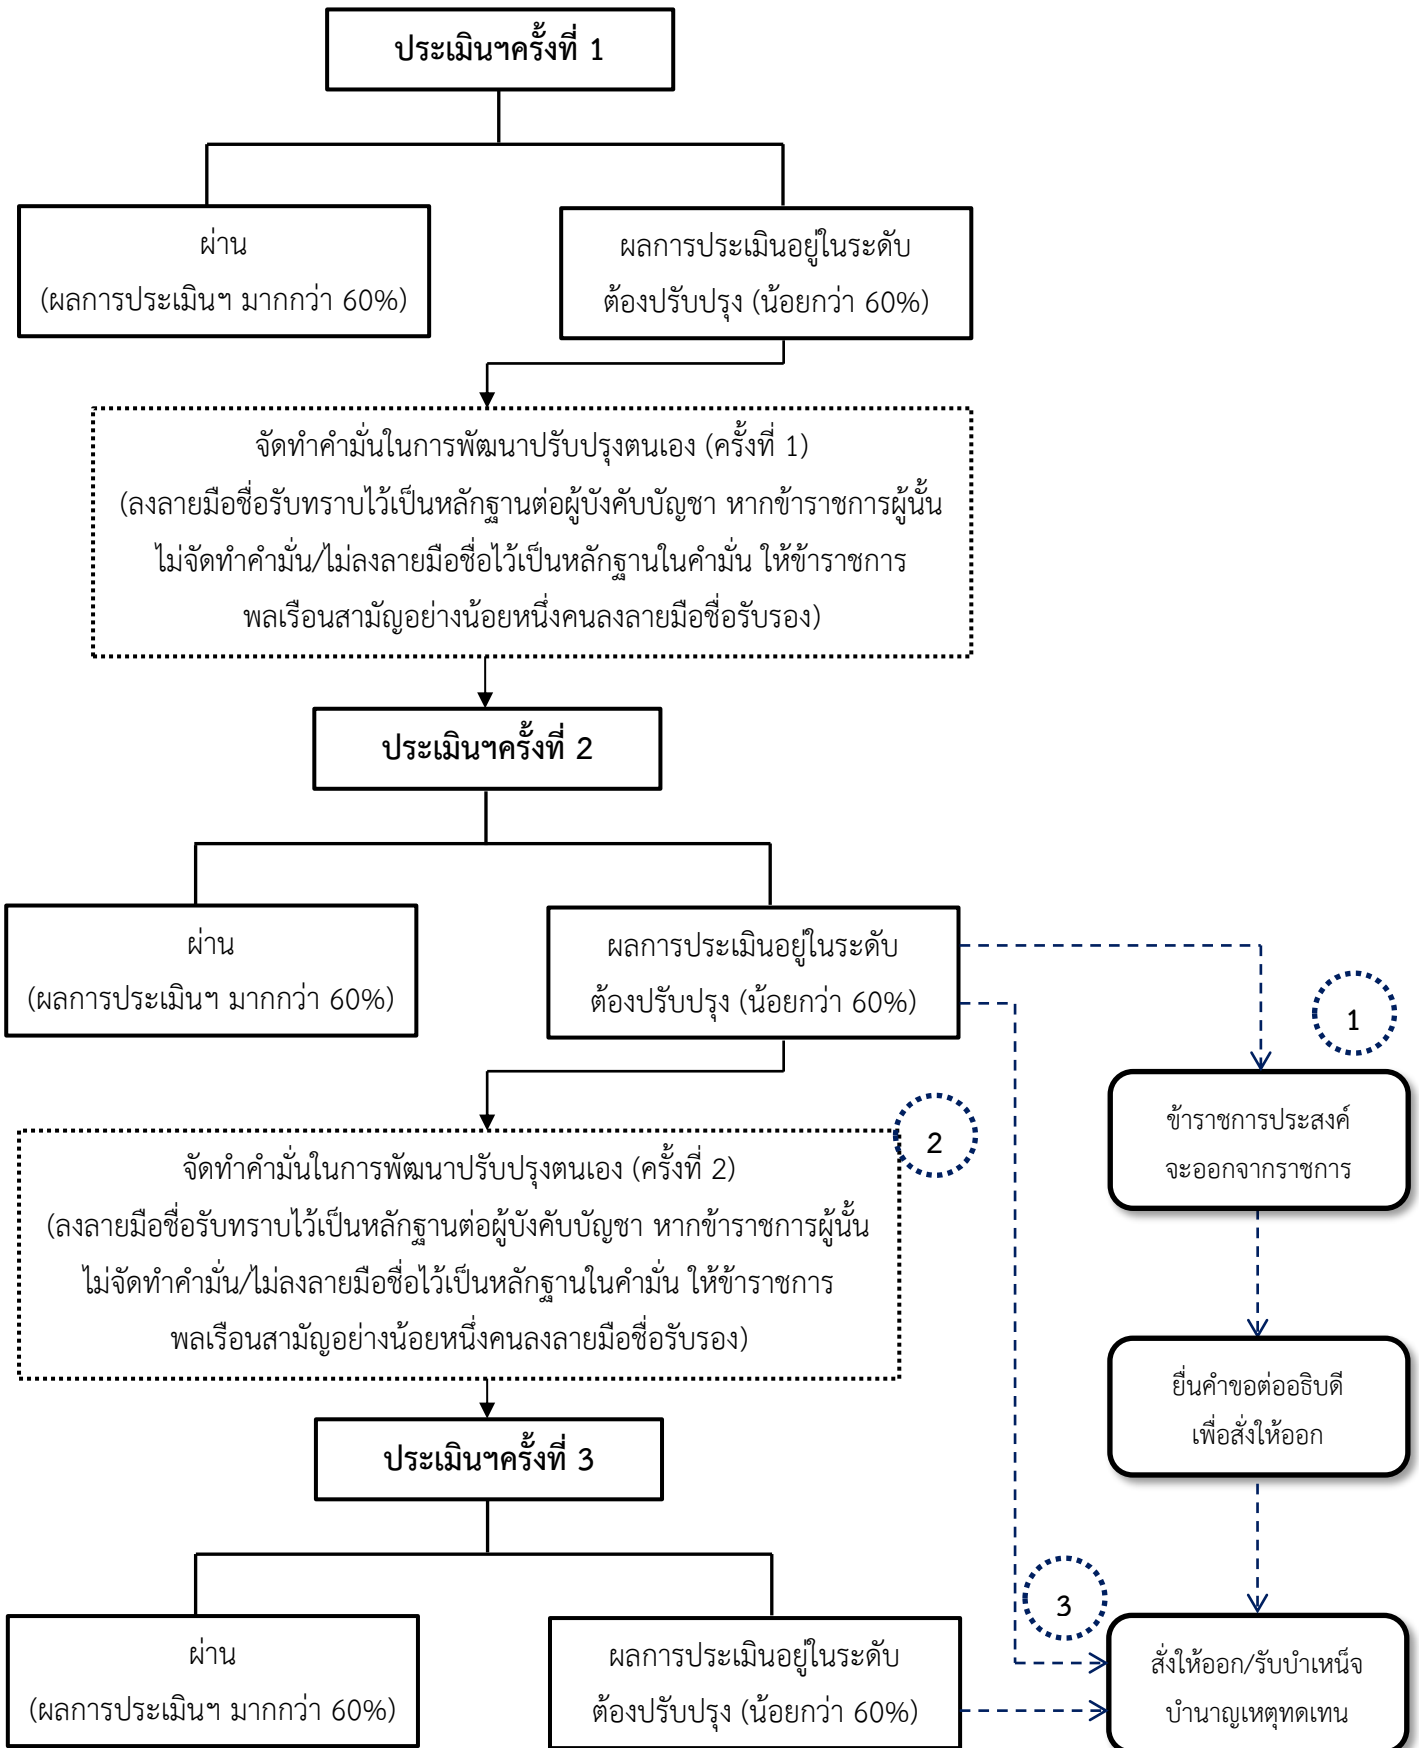 ประเมินฯครั้งที่ 1
ผ่าน
(ผลการประเมินฯ มากกว่า 60%)
ผลการประเมินอยู่ในระดับ
ต้องปรับปรุง (น้อยกว่า 60%)
จัดทำคำมั่นในการพัฒนาปรับปรุงตนเอง (ครั้งที่ 1)
(ลงลายมือชื่อรับทราบไว้เป็นหลักฐานต่อผู้บังคับบัญชา หากข้าราชการผู้นั้น
ไม่จัดทำคำมั่น/ไม่ลงลายมือชื่อไว้เป็นหลักฐานในคำมั่น ให้ข้าราชการ
พลเรือนสามัญอย่างน้อยหนึ่งคนลงลายมือชื่อรับรอง)
ประเมินฯครั้งที่ 2
ผ่าน
(ผลการประเมินฯ มากกว่า 60%)
ผลการประเมินอยู่ในระดับ
ต้องปรับปรุง (น้อยกว่า 60%)
1
ข้าราชการประสงค์
จะออกจากราชการ
2
จัดทำคำมั่นในการพัฒนาปรับปรุงตนเอง (ครั้งที่ 2)
(ลงลายมือชื่อรับทราบไว้เป็นหลักฐานต่อผู้บังคับบัญชา หากข้าราชการผู้นั้น
ไม่จัดทำคำมั่น/ไม่ลงลายมือชื่อไว้เป็นหลักฐานในคำมั่น ให้ข้าราชการ
พลเรือนสามัญอย่างน้อยหนึ่งคนลงลายมือชื่อรับรอง)
ยื่นคำขอต่ออธิบดี
เพื่อสั่งให้ออก
ประเมินฯครั้งที่ 3
ผ่าน
(ผลการประเมินฯ มากกว่า 60%)
ผลการประเมินอยู่ในระดับ
ต้องปรับปรุง (น้อยกว่า 60%)
3
สั่งให้ออก/รับบำเหน็จ
บำนาญเหตุทดเทน